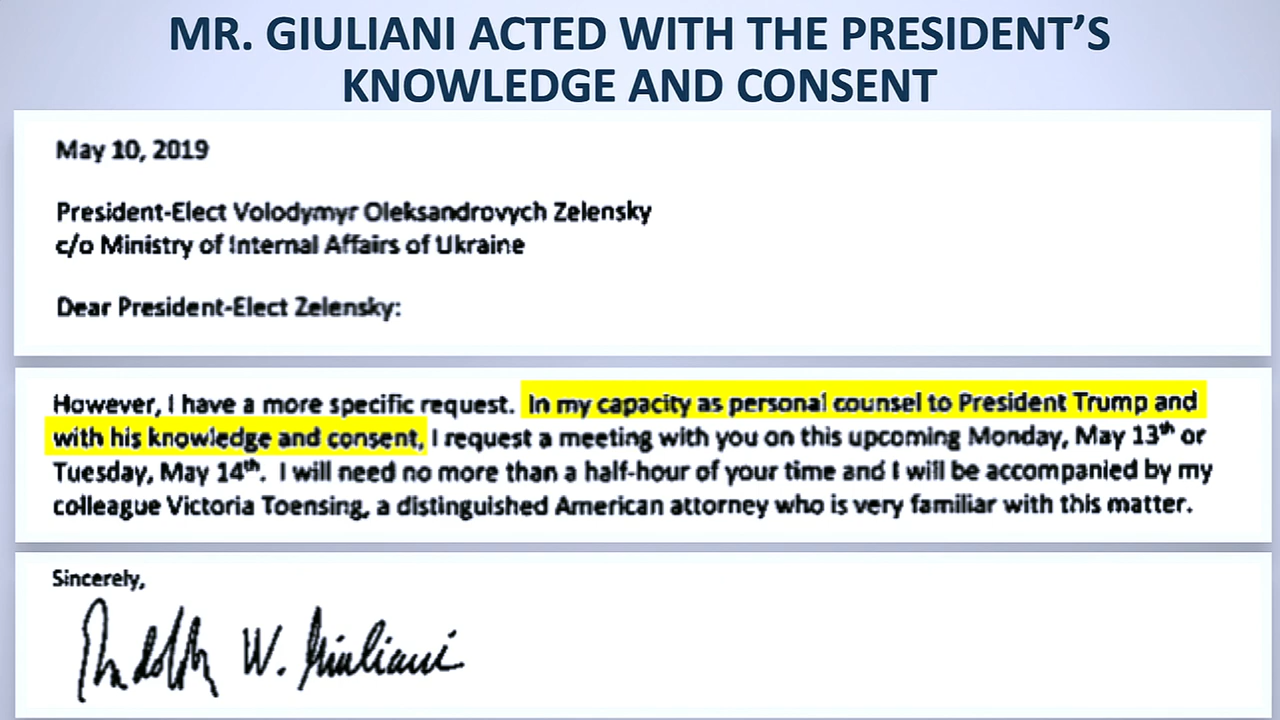 MR. GIULIANI ACTED WITH THE PRESIDENT'S
KNOWLEDGE AND CONSENT
May 10, 2019
President-Elect Volodymyr Oleksandrovych Zelensky
c/o Ministry of Internal Affairs of Ukraine
Dear President-Elect Zelensky:
However, I have a more specific request. In my capacity as personal counsel to President Trump and
with his knowledge and consent, I request a meeting with you on this upcoming Monday, May 13th or
Tuesday, May 14th. I will need no more than a half-hour of your time and I will be accompanied by my
colleague Victoria Toensing, a distinguished American attorney who is very familiar with this matter.
Sincerely,
Rudolph W. Giuliani